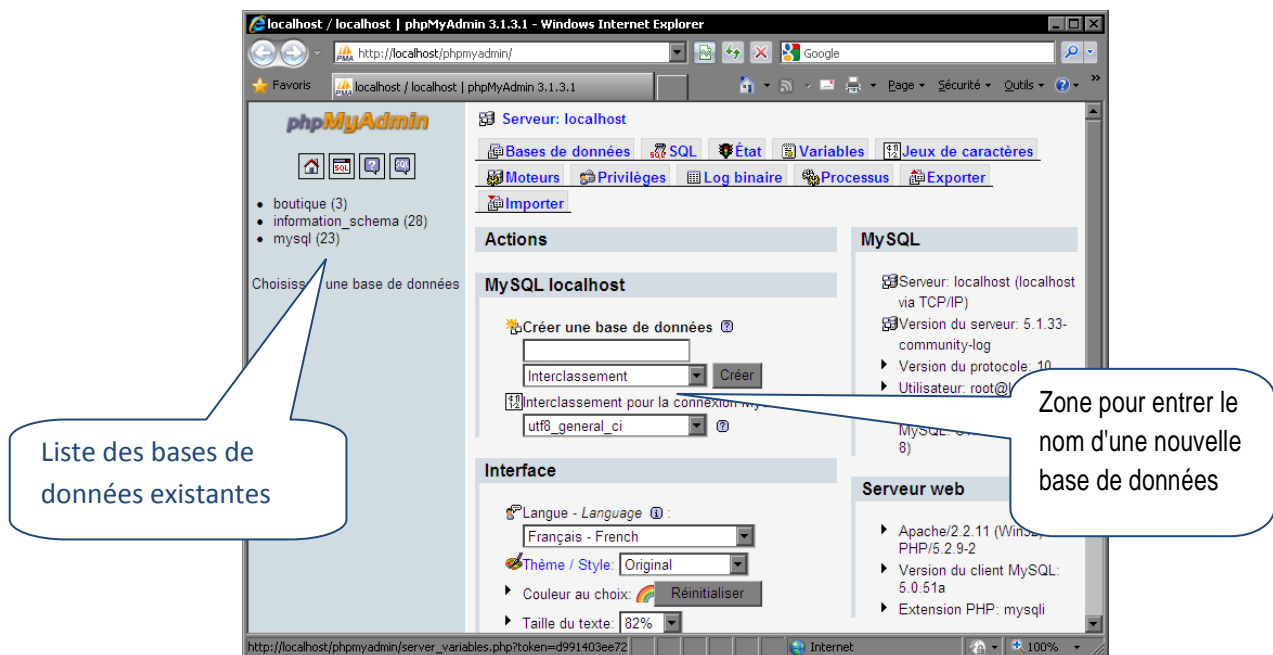 localhost / localhost | phpMyAdmin 3.1.3.1 - Windows Internet Explorer
http://localhost/phpmyadmin/
Google
Favoris
localhost / localhost | phpMyAdmin 3.1.3.1
Page
Sécurité
Outils
phpMyAdmin
boutique (3)
information_schema (28)
mysql (23)
une base de données
Serveur: localhost
Bases de données SQL État Variables Jeux de caractères
Moteurs Privilèges Log binaire Processus Exporter
Importer
Actions
MySQL localhost
Créer une base de données
Interclassement Créer
Interclassement pour la connexion
utf8_general_ci
Interface
Langue - Language :
Français - French
Thème / Style: Original
Couleur au choix: Réinitialiser
Taille du texte: 82%
MySQL
Serveur: localhost (localhost
via TCP/IP)
Version du serveur: 5.1.33-
community-log
Version du protocole: 10
Utilisateur:
MySQL:
8)
Serveur web
Apache/2.2.11
PHP/5.2.9-2
Version du client MySQL:
5.0.51a
Extension PHP: mysqli
Liste des bases de
données existantes
Zone pour entrer le
nom d'une nouvelle
base de données
http://localhost/phpmyadmin/server_variables.php?token=d991403ee72
Internet
100%